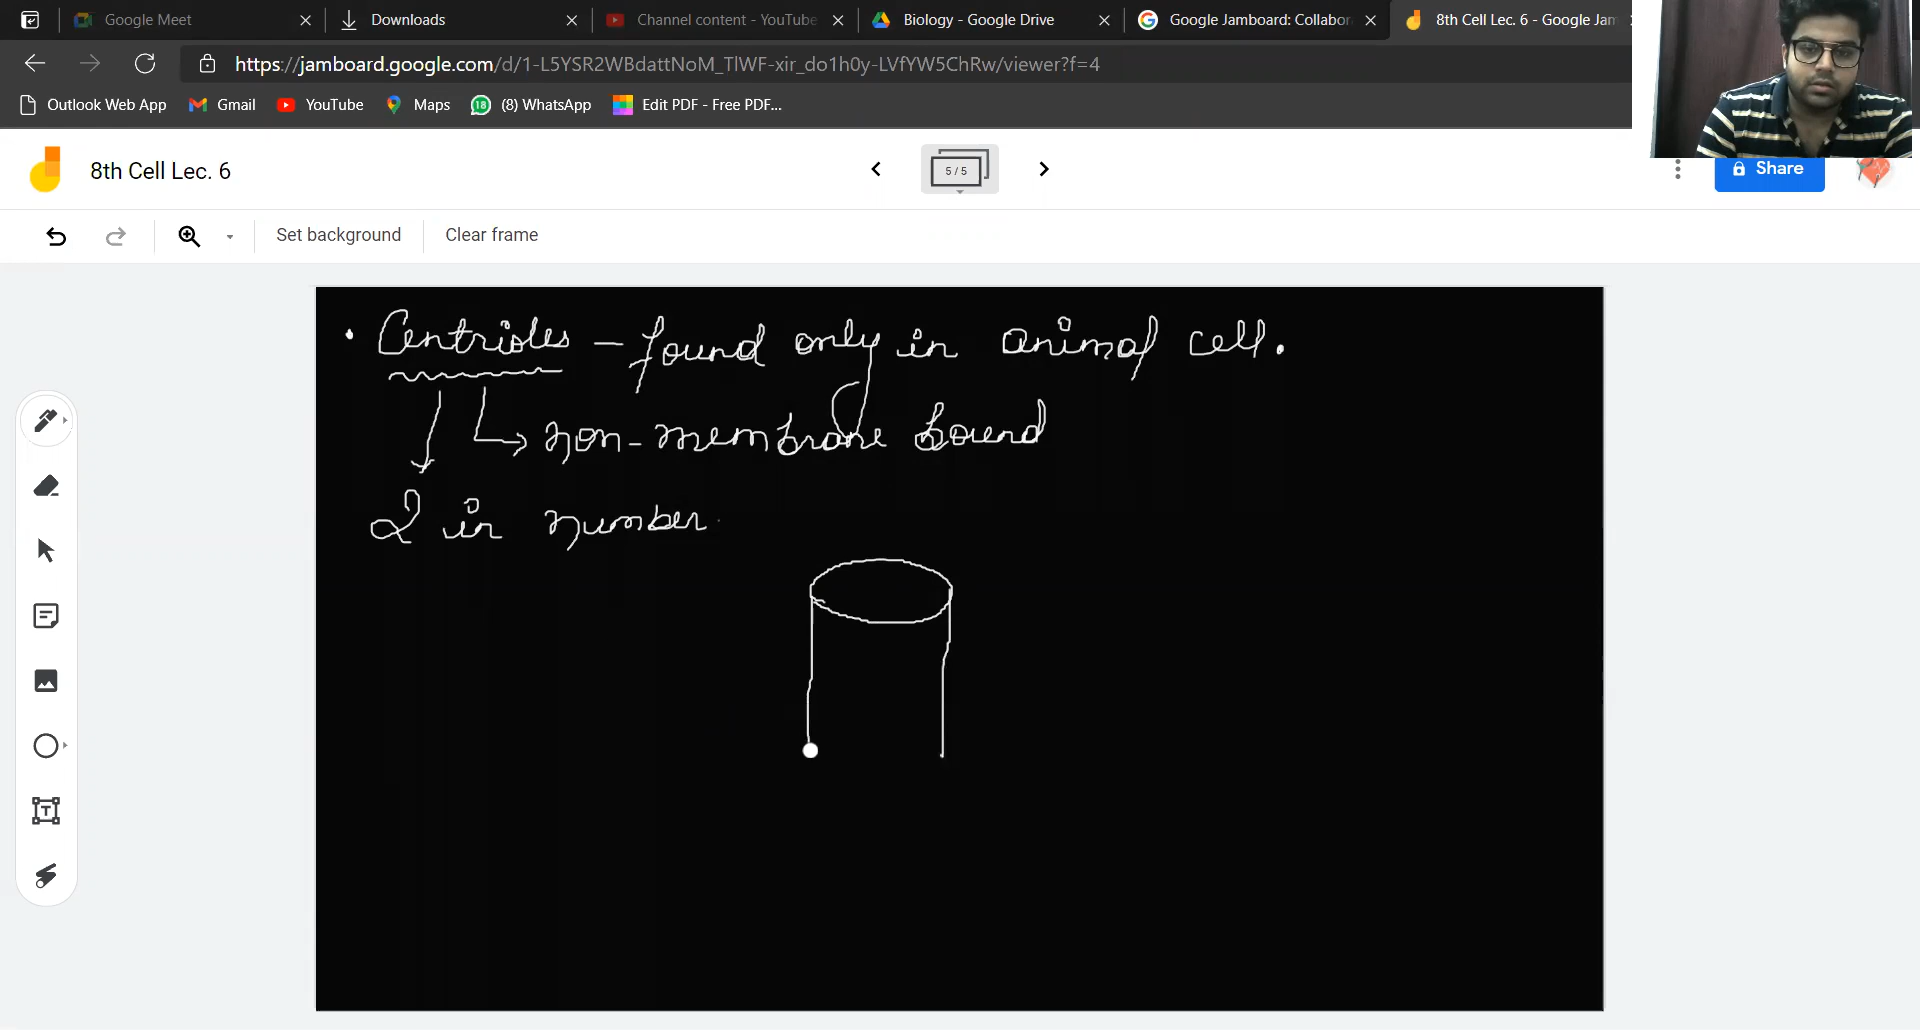 Google Meet Downloads Channel content - YouTube Biology - Google Drive Google Jamboard: Collabor 8th Cell Lec. 6 - Google Jam
https://jamboard.google.com/d/1-L5YSR2WBdattNoM_TlWF-xir_do1h0y-LVfYW5ChRw/viewer?f=4
Outlook Web App Gmail YouTube Maps 18 (8) WhatsApp Edit PDF - Free PDF...
8th Cell Lec. 6 5 / 5 Share
Set background Clear frame
• Centrioles – found only in animal cell.
non-membrane bound
2 in number
T